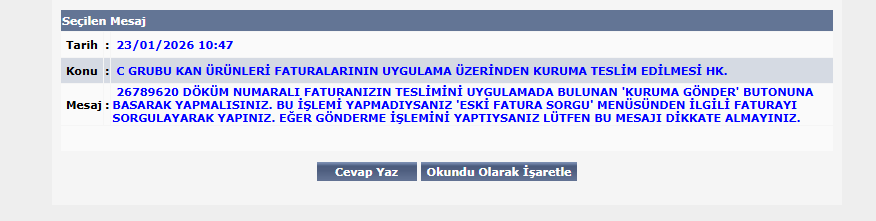 Seçilen Mesaj
Tarih : 23/01/2026 10:47
Konu : C GRUBU KAN ÜRÜNLERİ FATURALARININ UYGULAMA ÜZERİNDEN KURUMA TESLİM EDİLMESİ HK.
26789620 DÖKÜM NUMARALI FATURANIZIN TESLİMİNİ UYGULAMADA BULUNAN 'KURUMA GÖNDER' BUTONUNA
Mesaj : BASARAK YAPMALISINIZ. BU İŞLEMİ YAPMADIYSANIZ 'ESKİ FATURA SORGU' MENÜSÜNDEN İLGİLİ FATURAYI
SORGULAYARAK YAPINIZ. EĞER GÖNDERME İŞLEMİNİ YAPTIYSANIZ LÜTFEN BU MESAJI DİKKATE ALMAYINIZ.
Cevap Yaz Okundu Olarak İşaretle